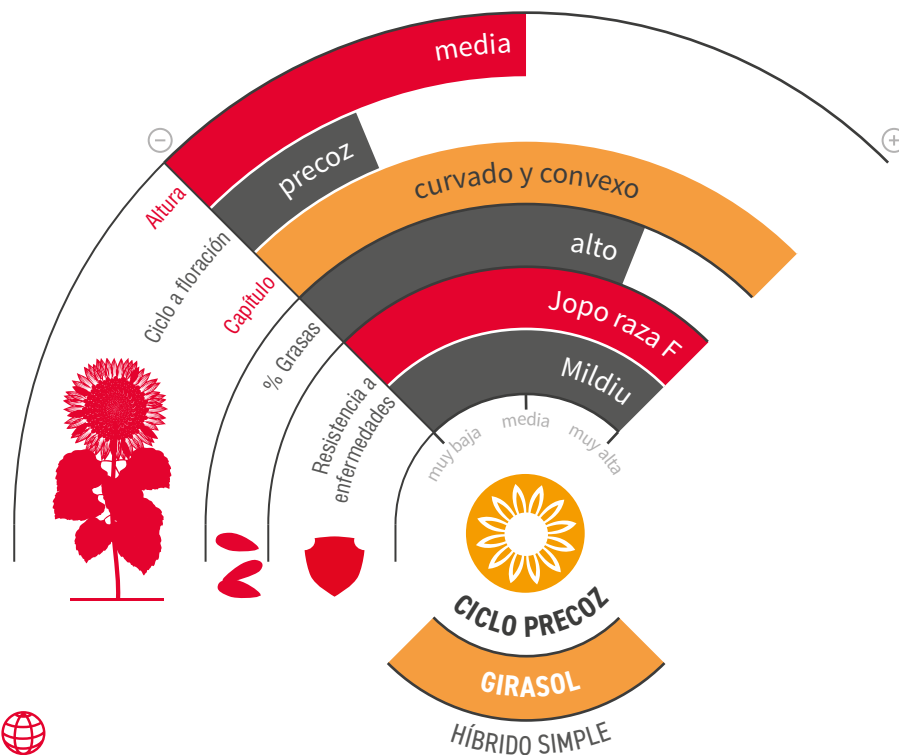 media
−
+
precoz
curvado y convexo
alto
Jopo raza F
Mildiu
Altura
Ciclo a floración
Capítulo
% Grasas
Resistencia a
enfermedades
muy baja
media
muy alta
CICLO PRECOZ
GIRASOL
HÍBRIDO SIMPLE